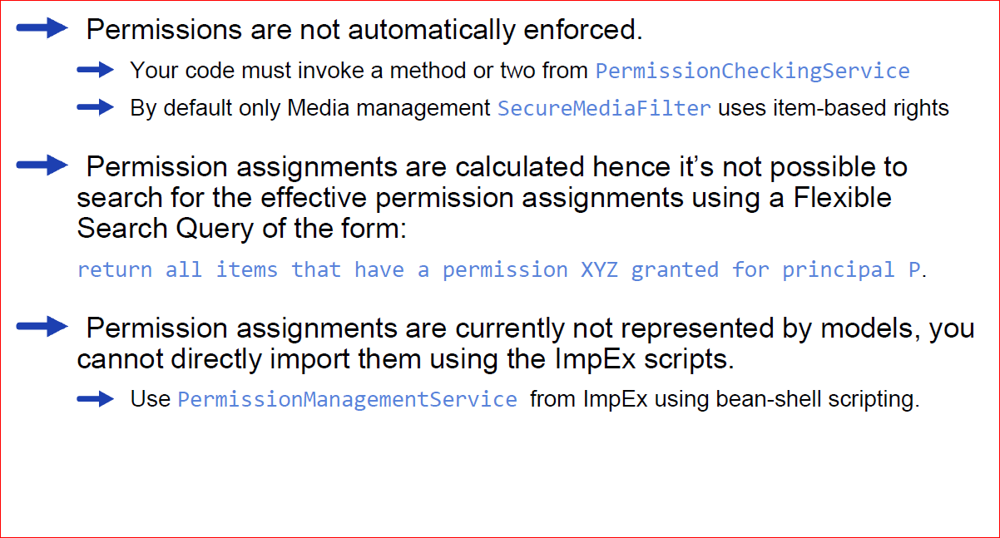 Permissions are not automatically enforced.
Your code must invoke a method or two from PermissionCheckingService
By default only Media management SecureMediaFilter uses item-based rights
Permission assignments are calculated hence it’s not possible to
search for the effective permission assignments using a Flexible
Search Query of the form:
return all items that have a permission XYZ granted for principal P.
Permission assignments are currently not represented by models, you
cannot directly import them using the ImpEx scripts.
Use PermissionManagementService from ImpEx using bean-shell scripting.